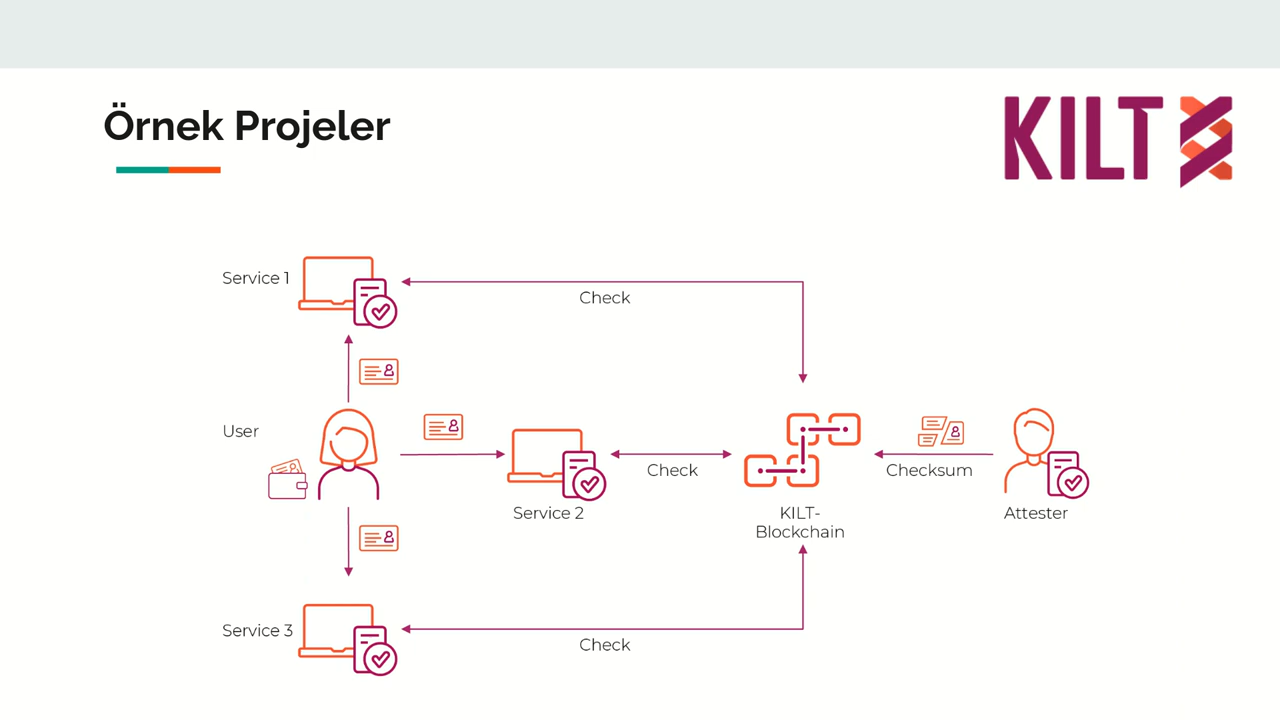 Örnek Projeler
KILT
Service 1
Check
User
Check
Checksum
Service 2
KILT-
Blockchain
Attester
Service 3
Check